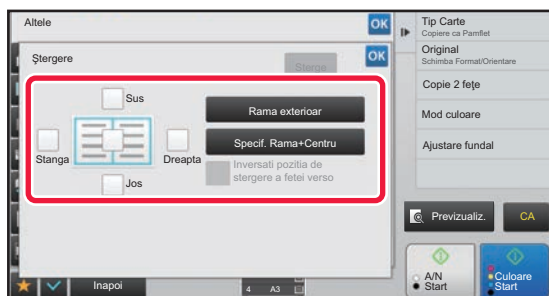 Altele
OK
Ștergere
OK
Sterge
Sus
Stanga
Dreapta
Jos
Rama exterioar
Specif. Rama+Centru
Inversati pozitia de
stergere a fetei verso
Inapoi
4 A3
Tip Carte
Copiere ca Pamflet
Original
Schimba Format/Orientare
Copie 2 fețe
Mod culoare
Ajustare fundal
Previzualiz.
CA
A/N
Start
Culoare
Start